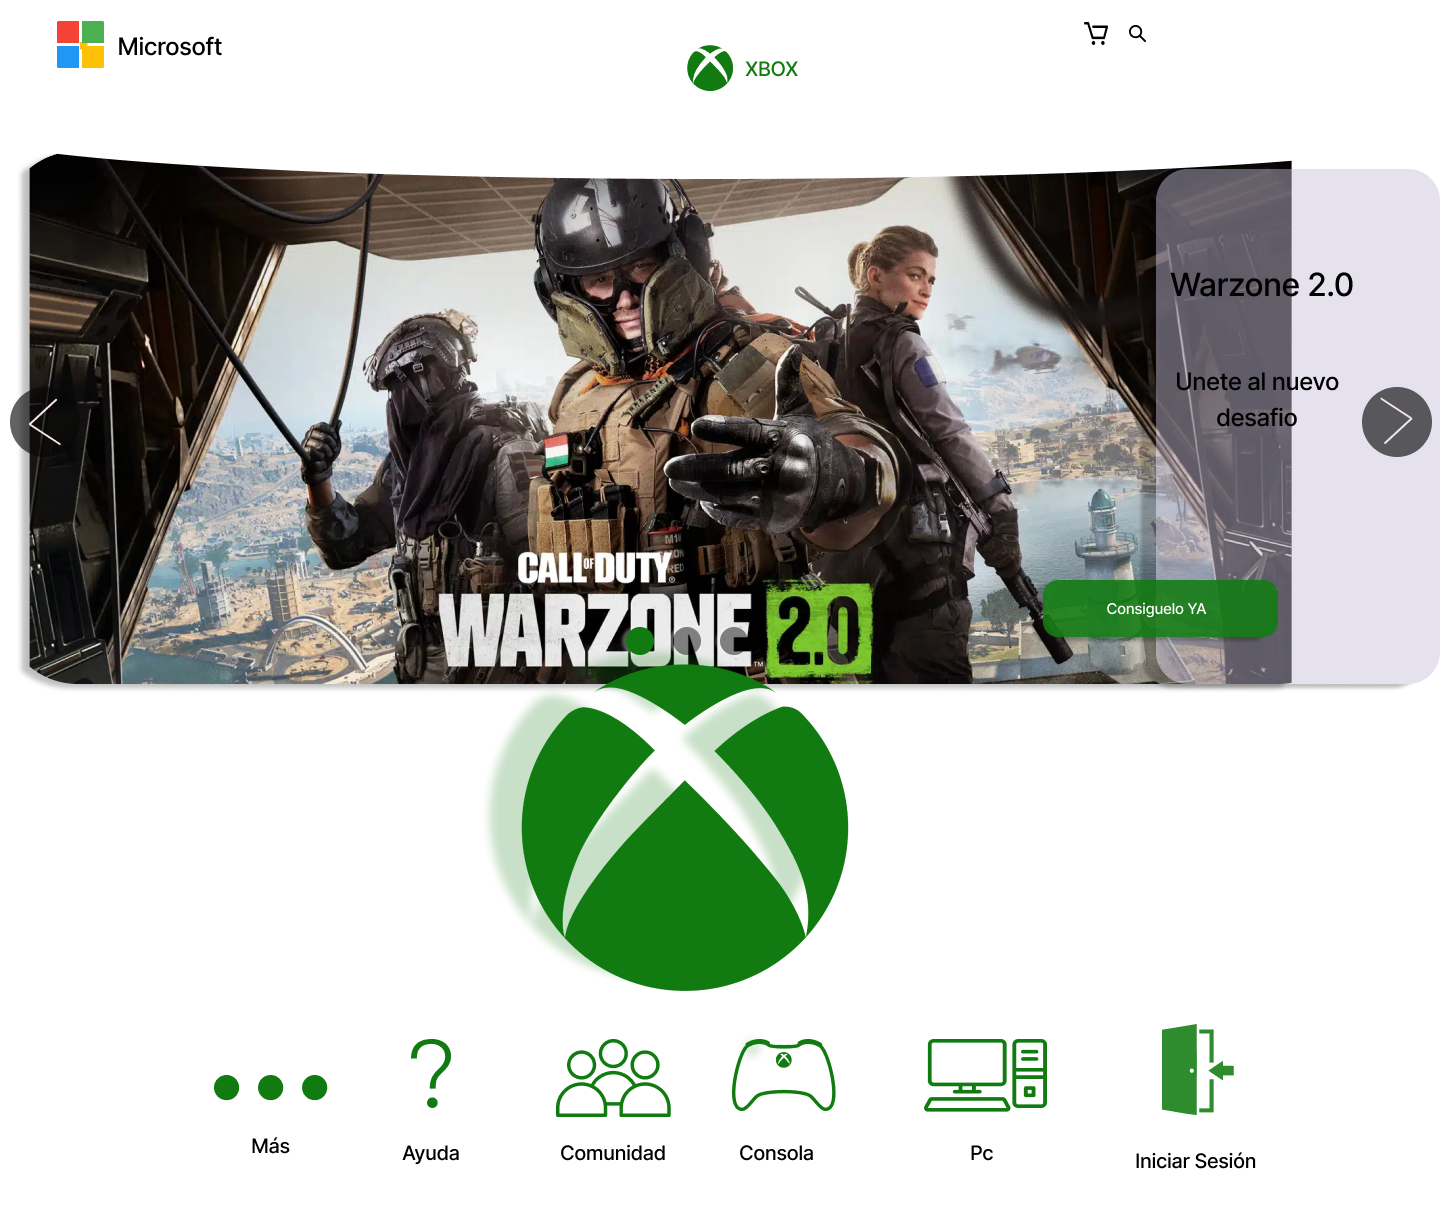 Microsoft
XBOX
Warzone 2.0
Unete al nuevo
desafio
CALL OF DUTY
WARZONE 2.0
Consiguelo YA
Más
Ayuda
Comunidad
Consola
Pc
Iniciar Sesión